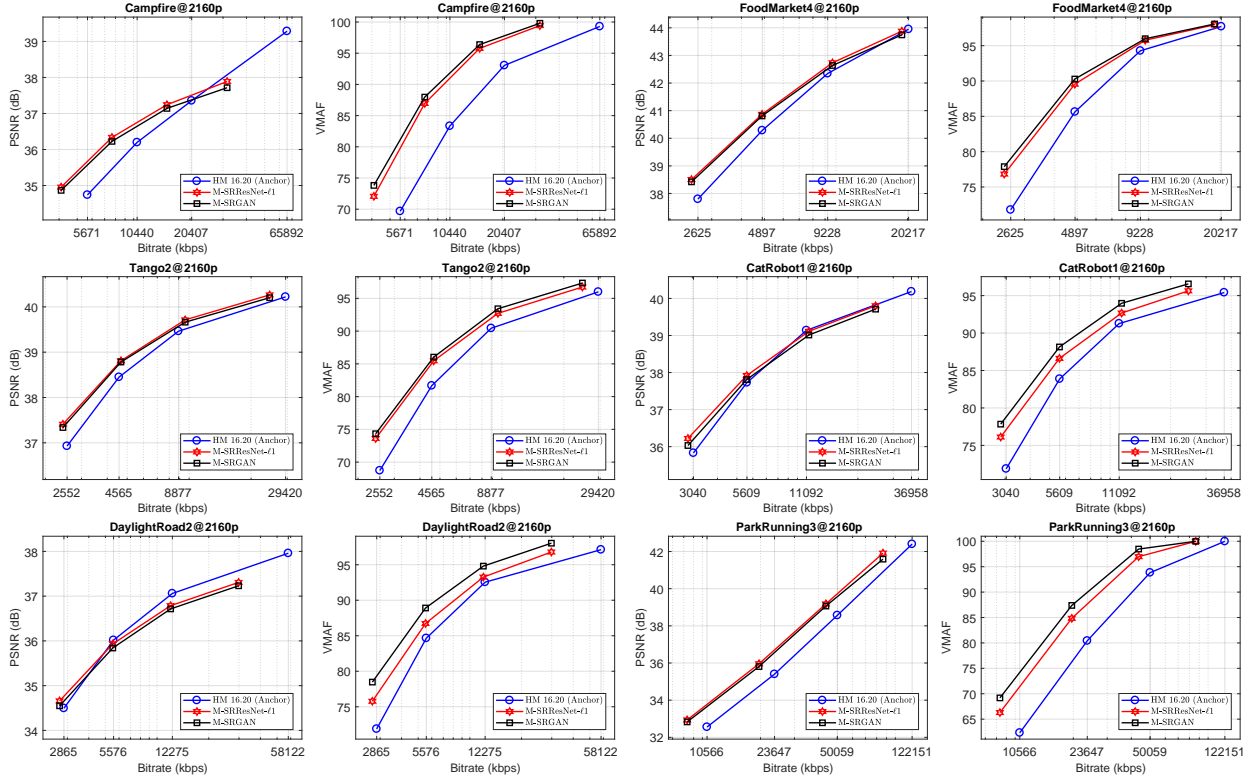 Campfire@2160p
PSNR (dB)
39
38
37
36
35
HM 16.20 (Anchor)
M-SRResNet-ℓ1
M-SRGAN
5671 10440 20407 65892
Bitrate (kbps)
Campfire@2160p
VMAF
100
95
90
85
80
75
70
HM 16.20 (Anchor)
M-SRResNet-ℓ1
M-SRGAN
5671 10440 20407 65892
Bitrate (kbps)
FoodMarket4@2160p
PSNR (dB)
44
43
42
41
40
39
38
HM 16.20 (Anchor)
M-SRResNet-ℓ1
M-SRGAN
2625 4897 9228 20217
Bitrate (kbps)
FoodMarket4@2160p
VMAF
95
90
85
80
75
HM 16.20 (Anchor)
M-SRResNet-ℓ1
M-SRGAN
2625 4897 9228 20217
Bitrate (kbps)
Tango2@2160p
PSNR (dB)
40
39
38
37
HM 16.20 (Anchor)
M-SRResNet-ℓ1
M-SRGAN
2552 4565 8877 29420
Bitrate (kbps)
Tango2@2160p
VMAF
95
90
85
80
75
70
HM 16.20 (Anchor)
M-SRResNet-ℓ1
M-SRGAN
2552 4565 8877 29420
Bitrate (kbps)
CatRobot1@2160p
PSNR (dB)
40
39
38
37
36
HM 16.20 (Anchor)
M-SRResNet-ℓ1
M-SRGAN
3040 5609 11092 36958
Bitrate (kbps)
CatRobot1@2160p
VMAF
95
90
85
80
75
HM 16.20 (Anchor)
M-SRResNet-ℓ1
M-SRGAN
3040 5609 11092 36958
Bitrate (kbps)
DaylightRoad2@2160p
PSNR (dB)
38
37
36
35
34
HM 16.20 (Anchor)
M-SRResNet-ℓ1
M-SRGAN
2865 5576 12275 58122
Bitrate (kbps)
DaylightRoad2@2160p
VMAF
95
90
85
80
75
HM 16.20 (Anchor)
M-SRResNet-ℓ1
M-SRGAN
2865 5576 12275 58122
Bitrate (kbps)
ParkRunning3@2160p
PSNR (dB)
42
40
38
36
34
32
HM 16.20 (Anchor)
M-SRResNet-ℓ1
M-SRGAN
10566 23647 50059 122151
Bitrate (kbps)
ParkRunning3@2160p
VMAF
100
95
90
85
80
75
70
65
HM 16.20 (Anchor)
M-SRResNet-ℓ1
M-SRGAN
10566 23647 50059 122151
Bitrate (kbps)